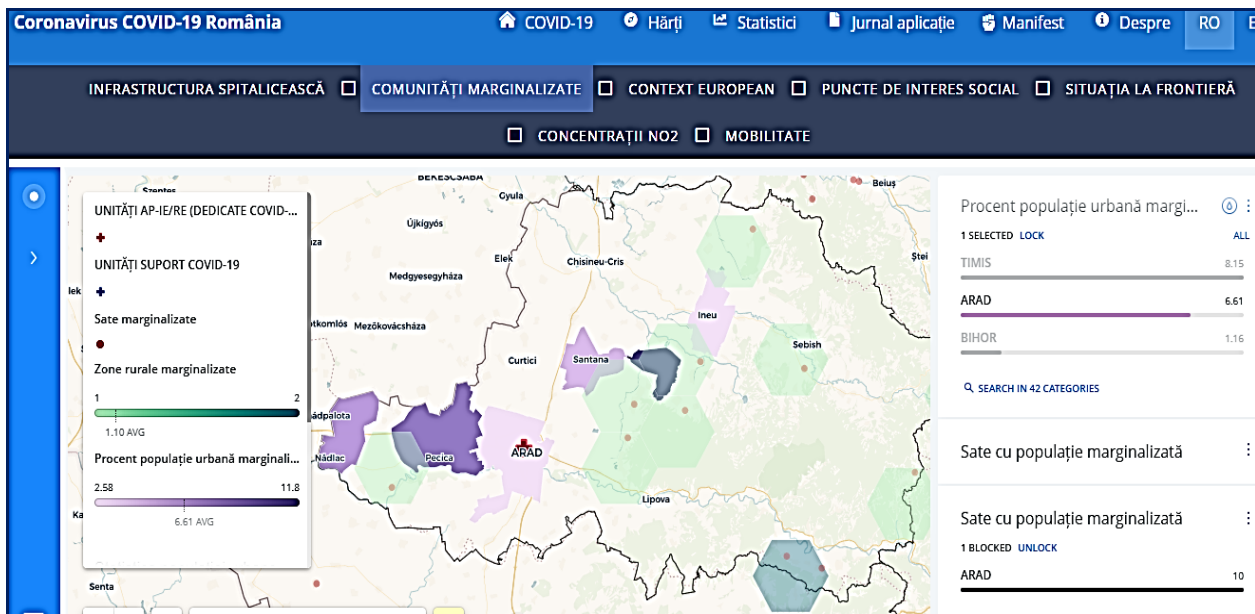 Coronavirus COVID-19 România
COVID-19 Hărți Statistici Jurnal aplicație Manifest Despre RO
INFRASTRUCTURA SPITALICEASCĂ COMUNITĂȚI MARGINALIZATE CONTEXT EUROPEAN PUNCTE DE INTERES SOCIAL SITUAȚIA LA FRONTIERĂ
CONCENTRAȚII NO2 MOBILITATE
UNITĂȚI AP-IE/RE (DEDICATE COVID-...
UNITĂȚI SUPORT COVID-19
Sate marginalizate
Zone rurale marginalizate
1 2
1.10 AVG
Procent populație urbană marginali...
2.58 11.8
6.61 AVG
BEKESCSABA
Szentes
Gyula
Beiuș
Újkígyós
Elek
Chisineu-Cris
Ștei
Medgyesegyháza
Mezőkovácsháza
Ineu
Sebish
Curtici
Santana
Nádlac
Pecica
ARAD
Lipova
Senta
Procent populație urbană margi...
1 SELECTED LOCK ALL
TIMIS 8.15
ARAD 6.61
BIHOR 1.16
SEARCH IN 42 CATEGORIES
Sate cu populație marginalizată
Sate cu populație marginalizată
1 BLOCKED UNLOCK
ARAD 10